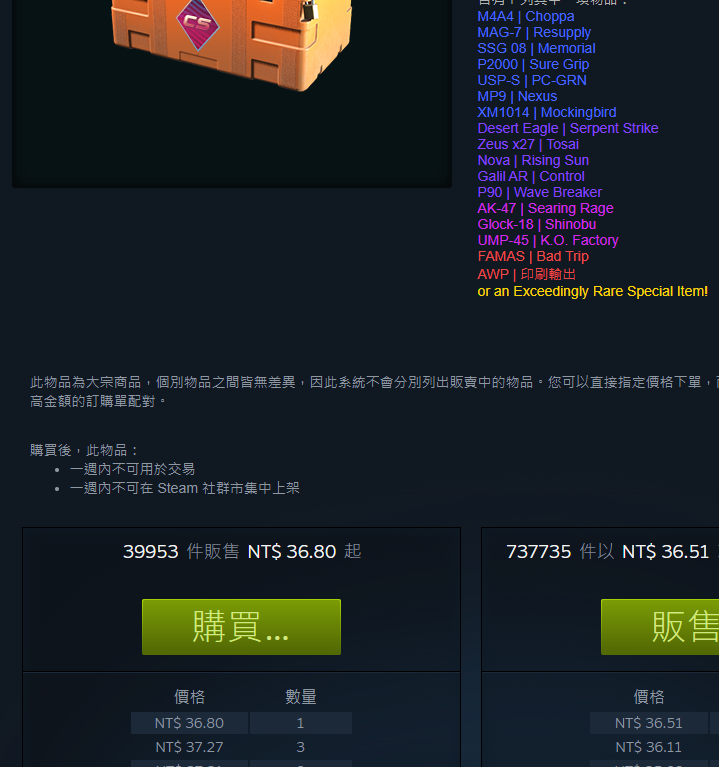 CS
M4A4 | Choppa
MAG-7 | Resupply
SSG 08 | Memorial
P2000 | Sure Grip
USP-S | PC-GRN
MP9 | Nexus
XM1014 | Mockingbird
Desert Eagle | Serpent Strike
Zeus x27 | Tosai
Nova | Rising Sun
Galil AR | Control
P90 | Wave Breaker
AK-47 | Searing Rage
Glock-18 | Shinobu
UMP-45 | K.O. Factory
FAMAS | Bad Trip
AWP | 印刷輸出
or an Exceedingly Rare Special Item!
此物品為大宗商品，個別物品之間皆無差異，因此系統不會分別列出販賣中的物品。您可以直接指定價格下單，
高金額的訂購單配對。
購買後，此物品：
一週內不可用於交易
一週內不可在 Steam 社群市集中上架
39953 件販售 NT$ 36.80 起
737735 件以 NT$ 36.51
購買...
販售
價格 數量
價格
NT$ 36.80 1
NT$ 36.51
NT$ 37.27 3
NT$ 36.11